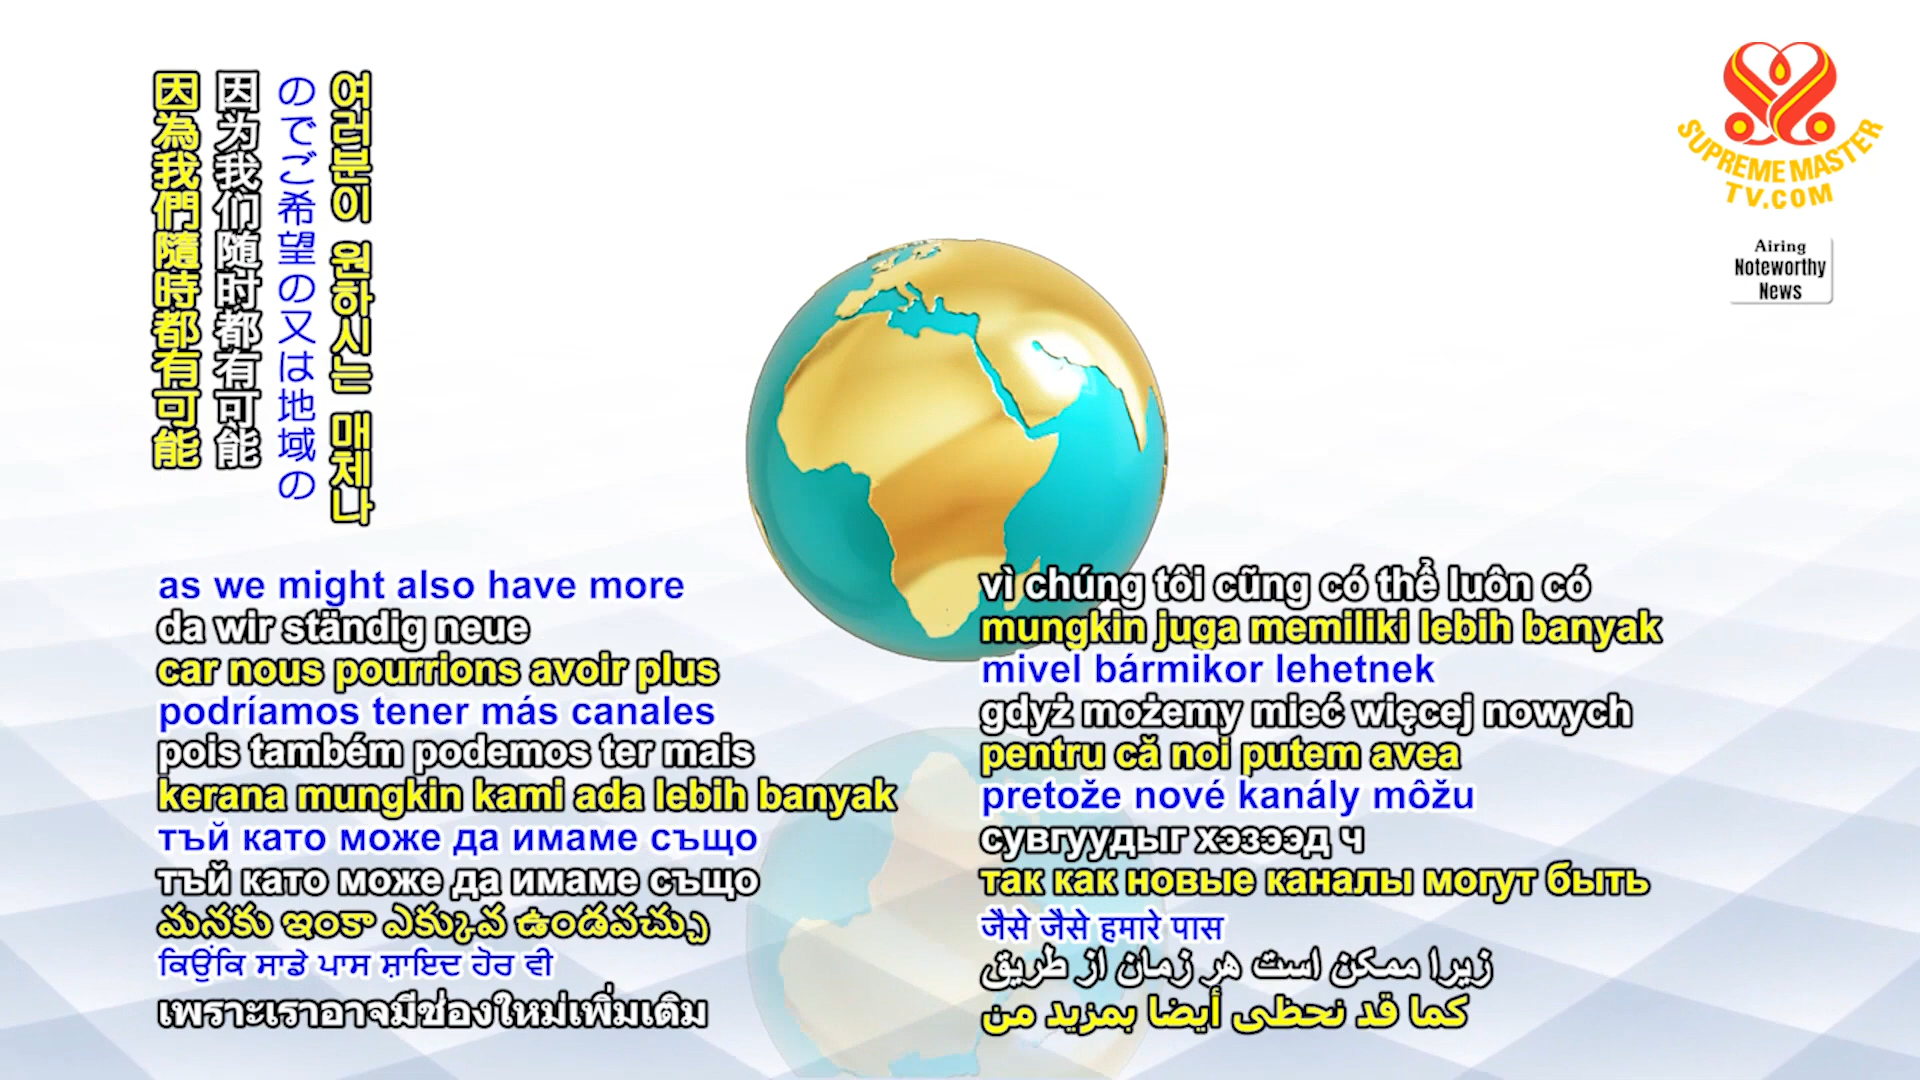 因為我們隨時都有可能
因为我们随时都有可能
のでご希望の又は地域の
여러분이 원하시는 매체나
SUPREME MASTER
TV.COM
Airing
Noteworthy
News
as we might also have more
da wir ständig neue
car nous pourrions avoir plus
podríamos tener más canales
pois também podemos ter mais
kerana mungkin kami ada lebih banyak
тъй като може да имаме също
тъй като може да имаме също
మనకు ఇంకా ఎక్కువ ఉండవచ్చు
ਕਿਉਂਕਿ ਸਾਡੇ ਪਾਸ ਸ਼ਾਇਦ ਹੋਰ ਵੀ
เพราะเราอาจมีช่องใหม่เพิ่มเติม
vì chúng tôi cũng có thể luôn có
mungkin juga memiliki lebih banyak
mivel bármikor lehetnek
gdyż możemy mieć więcej nowych
pentru că noi putem avea
pretože nové kanály môžu
сувгуудыг хэзээд ч
так как новые каналы могут быть
जैसे जैसे हमारे पास
زیرا ممکن است هر زمان از طریق
كما قد نحظى أيضا بمزيد من